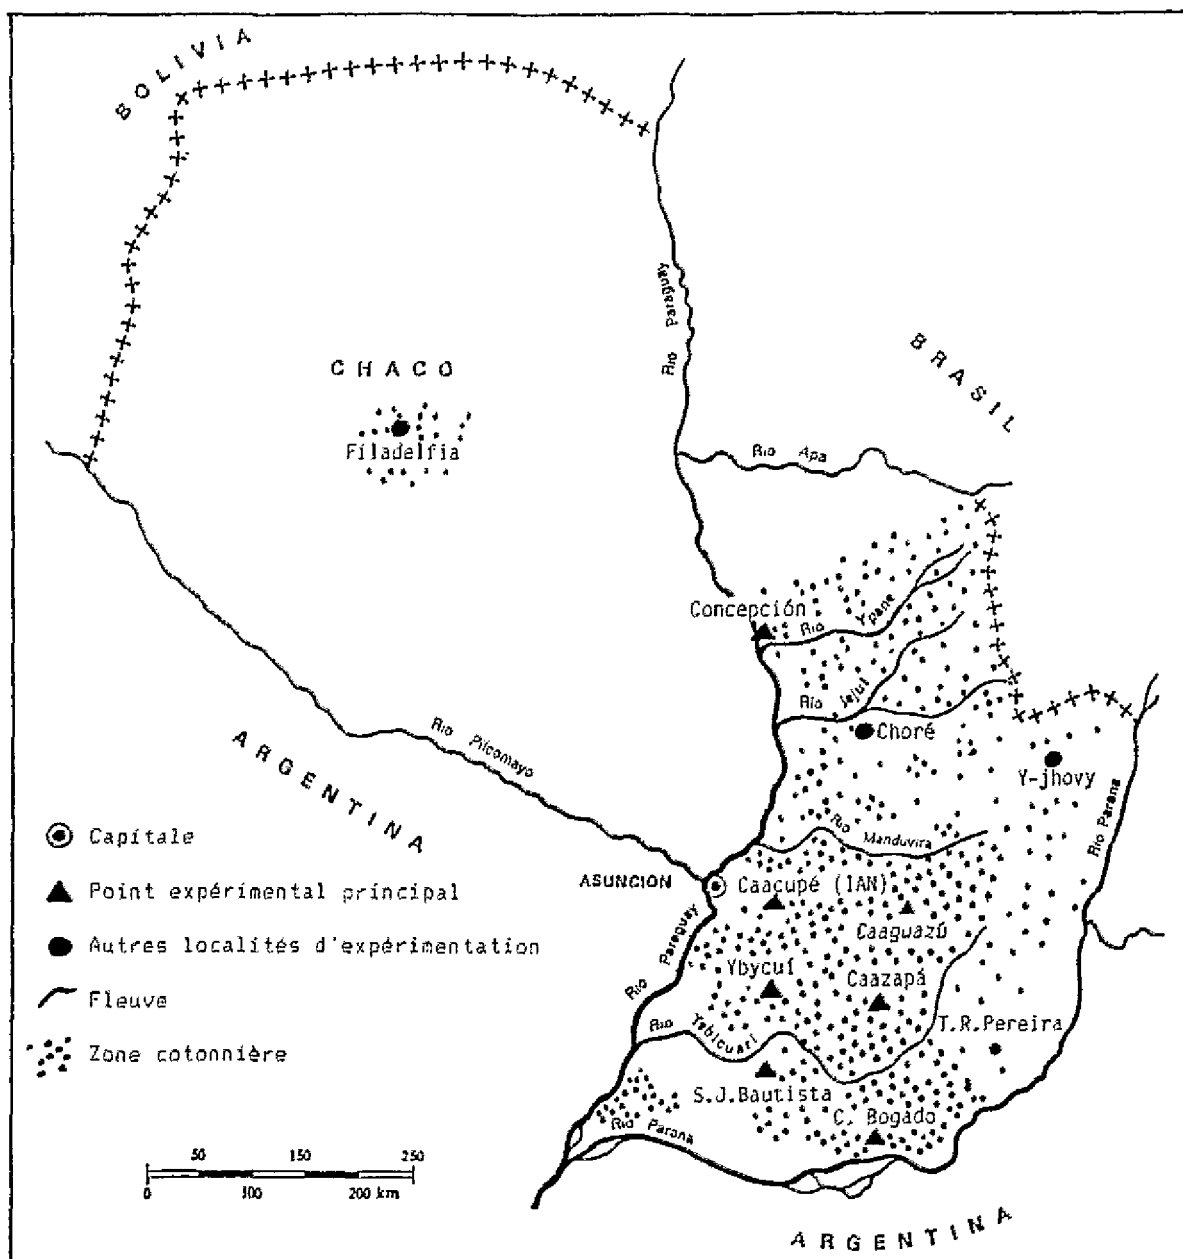 BOLIVIA
Rio Paraguay
BRASIL
CHACO
Filadelfia
Rio Apa
Concepción
Rio Ypane
Rio Jejuí
Choré
Y-jhovy
Rio Pilcomayo
ARGENTINA
Rio Parana
Rio Manduvira
Capitale
ASUNCION
Caacupé (IAN)
Point expérimental principal
Caaguazú
Autres localités d'expérimentation
Rio Paraguay
Ybycuí
Caazapá
Fleuve
T.R.Pereira
Rio Tebicuari
Zone cotonnière
S.J.Bautista
C. Bogado
Rio Parana
50 150 250
0 100 200 km
ARGENTINA